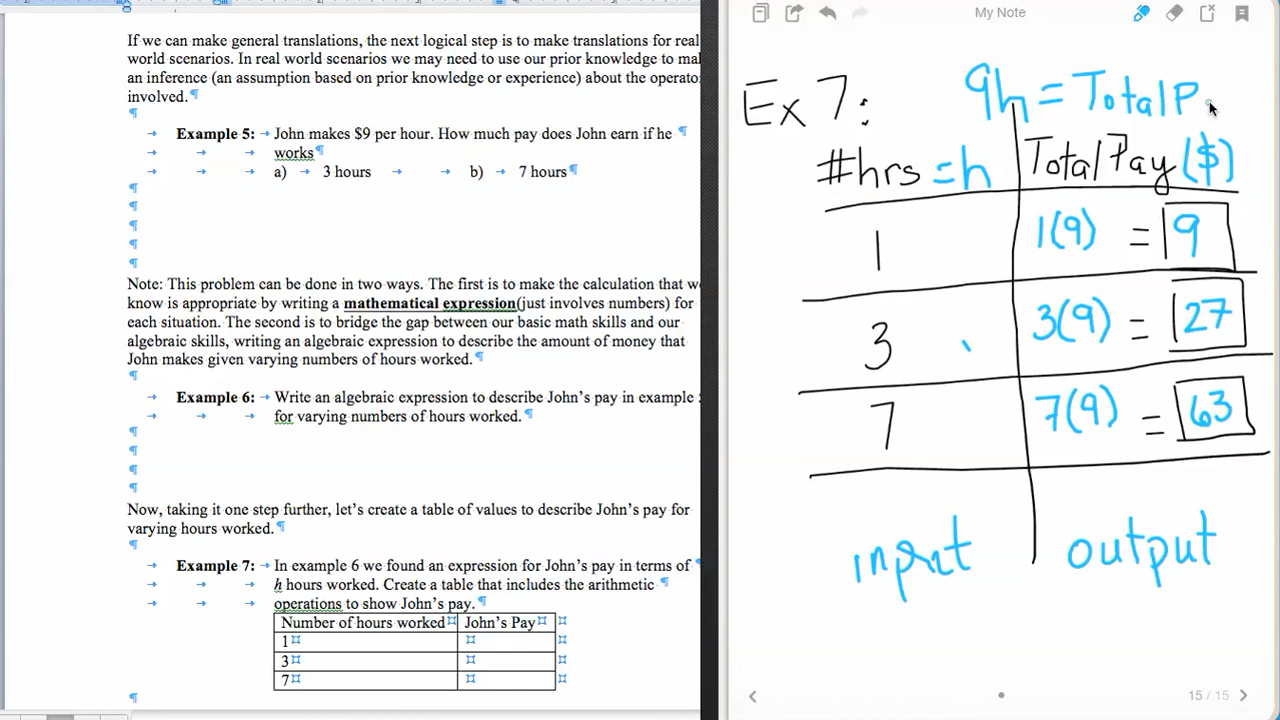 If we can make general translations, the next logical step is to make translations for real
world scenarios. In real world scenarios we may need to use our prior knowledge to
an inference (an assumption based on prior knowledge or experience) about the
involved.
Example 5: John makes $9 per hour. How much pay does John earn if he
works
a) 3 hours b) 7 hours
Note: This problem can be done in two ways. The first is to make the calculation that
know is appropriate by writing a mathematical expression(just involves numbers) for
each situation. The second is to bridge the gap between our basic math skills and our
algebraic skills, writing an algebraic expression to describe the amount of money that
John makes given varying numbers of hours worked.
Example 6: Write an algebraic expression to describe John's pay in example
for varying numbers of hours worked.
Now, taking it one step further, let's create a table of values to describe John's pay for
varying hours worked.
Example 7: In example 6 we found an expression for John's pay in terms of
h hours worked. Create a table that includes the arithmetic
operations to show John's pay.
Number of hours worked John's Pay
1
3
7
My Note
Ex 7: 9h = Total P
#hrs =h Total Pay ($)
1 1(9) = 9
3 3(9) = 27
7 7(9) = 63
input output
15 / 15